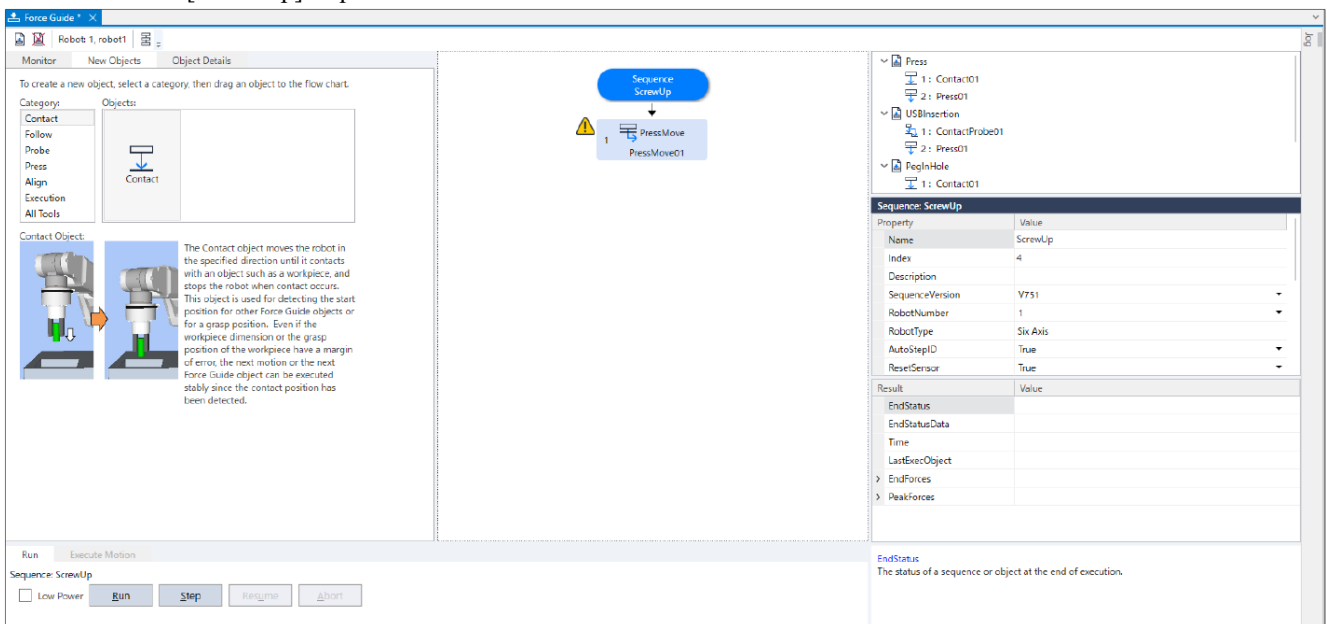 [ScrewUp]
Force Guide *
Robot: 1, robot1
Jog
Monitor New Objects Object Details
To create a new object, select a category, then drag an object to the flow chart.
Category: Objects:
Contact
Follow
Probe
Press
Align
Execution
All Tools
Contact
Contact Object:
The Contact object moves the robot in
the specified direction until it contacts
with an object such as a workpiece, and
stops the robot when contact occurs.
This object is used for detecting the start
position for other Force Guide objects or
for a grasp position. Even if the
workpiece dimension or the grasp
position of the workpiece have a margin
of error, the next motion or the next
Force Guide object can be executed
stably since the contact position has
been detected.
Sequence
ScrewUp
1
PressMove
PressMove01
Press
1: Contact01
2: Press01
USBInsertion
1: ContactProbe01
2: Press01
PegInHole
1: Contact01
Sequence: ScrewUp
Property Value
Name ScrewUp
Index 4
Description
SequenceVersion V751
RobotNumber 1
RobotType Six Axis
AutoStepID True
ResetSensor True
Result Value
EndStatus
EndStatusData
Time
LastExecObject
EndForces
PeakForces
EndStatus
The status of a sequence or object at the end of execution.
Run Execute Motion
Sequence: ScrewUp
Low Power Run Step Resume Abort